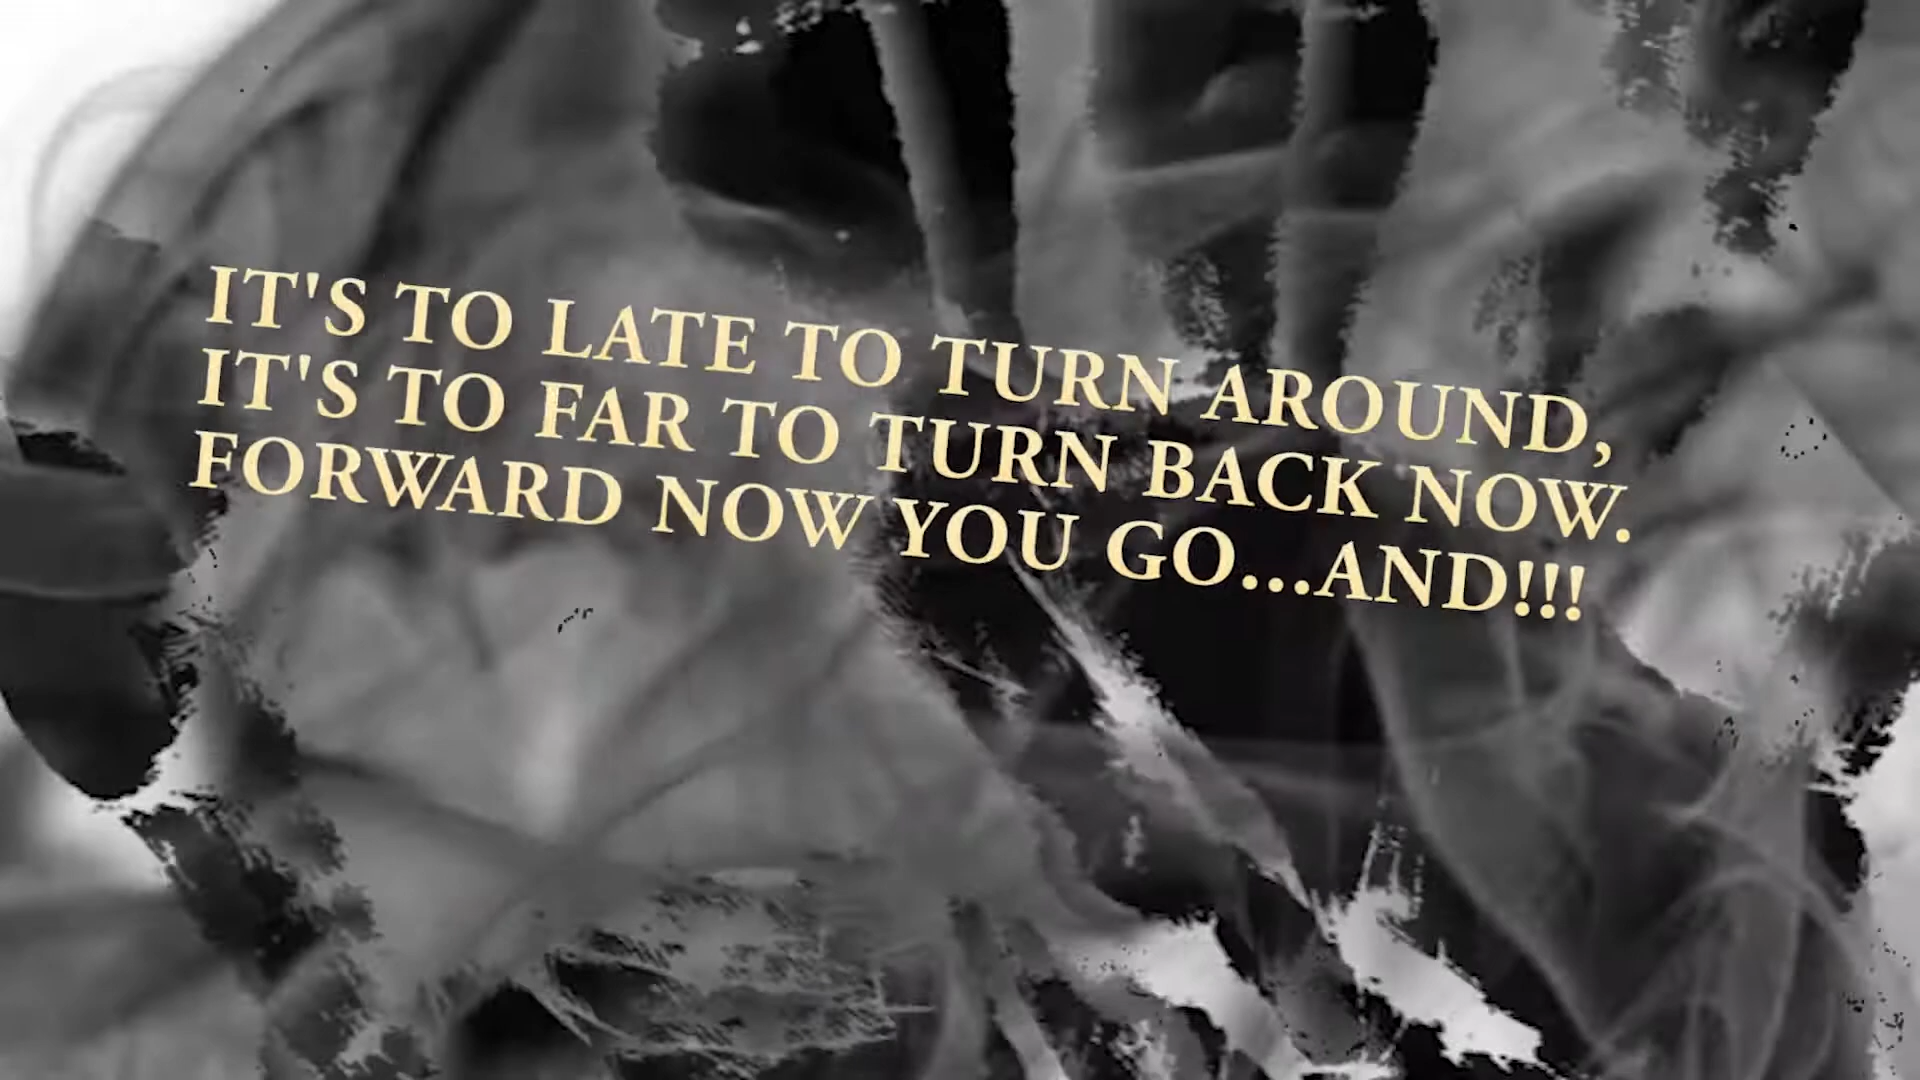 IT'S TO LATE TO TURN AROUND,
IT'S TO FAR TO TURN BACK NOW.
FORWARD NOW YOU GO...AND!!!